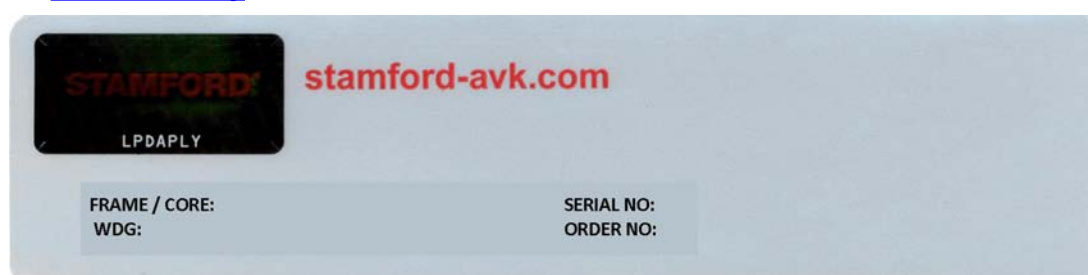 STAMFORD
stamford-avk.com
LPDAPLY
FRAME / CORE:
SERIAL NO:
WDG:
ORDER NO: